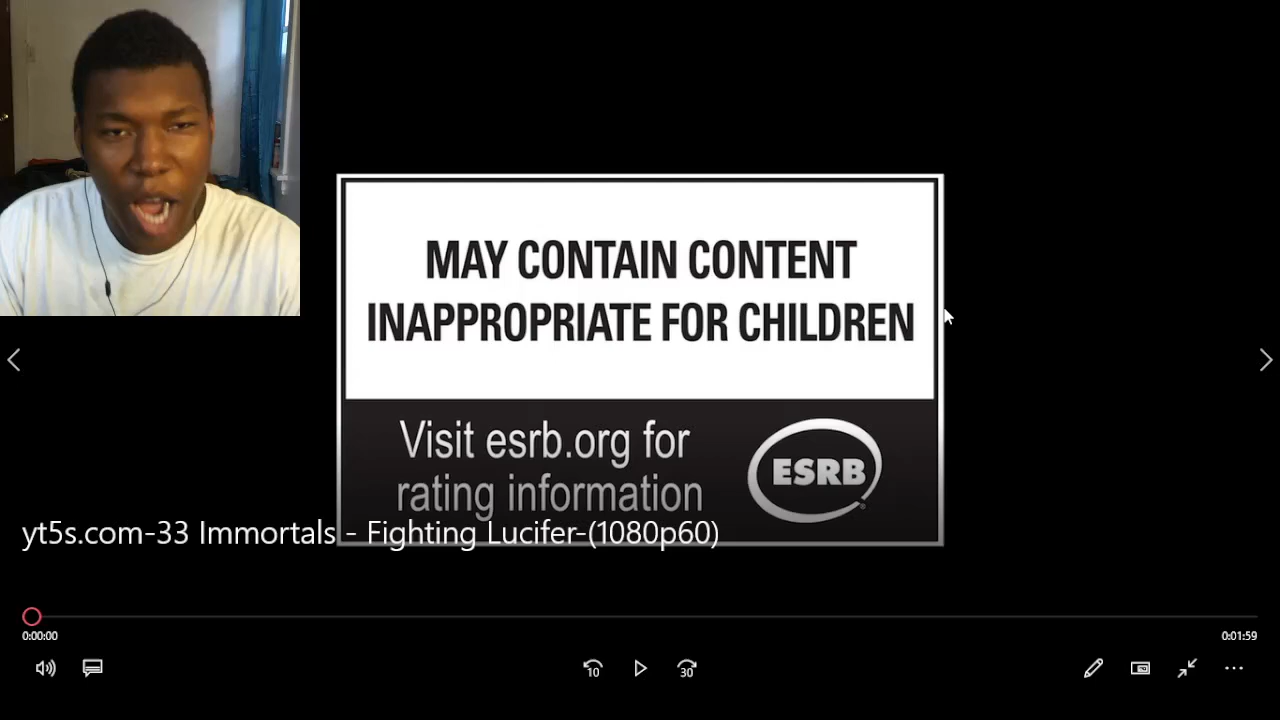 MAY CONTAIN CONTENT
INAPPROPRIATE FOR CHILDREN
Visit esrb.org for
rating information
ESRB
yt5s.com-33 Immortals - Fighting Lucifer-(1080p60)
0:00:00
0:01:59
10
30